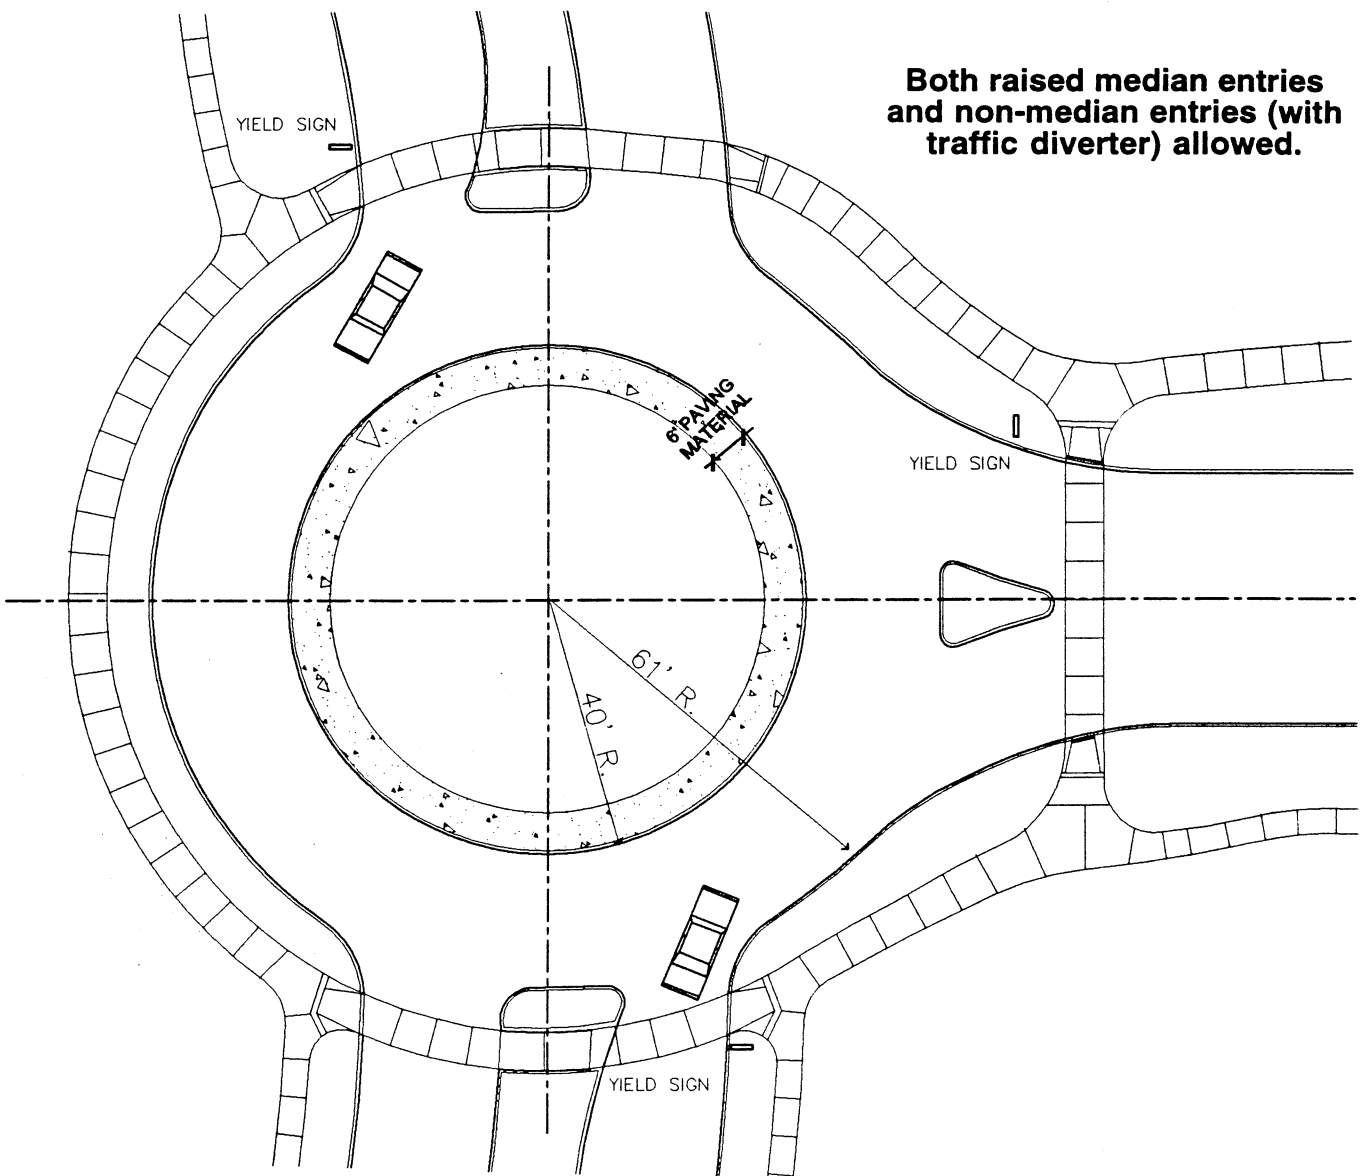 Both raised median entries
and non-median entries (with
traffic diverter) allowed.
YIELD SIGN
6' PAVING
MATERIAL
YIELD SIGN
61' R.
40' R.
YIELD SIGN